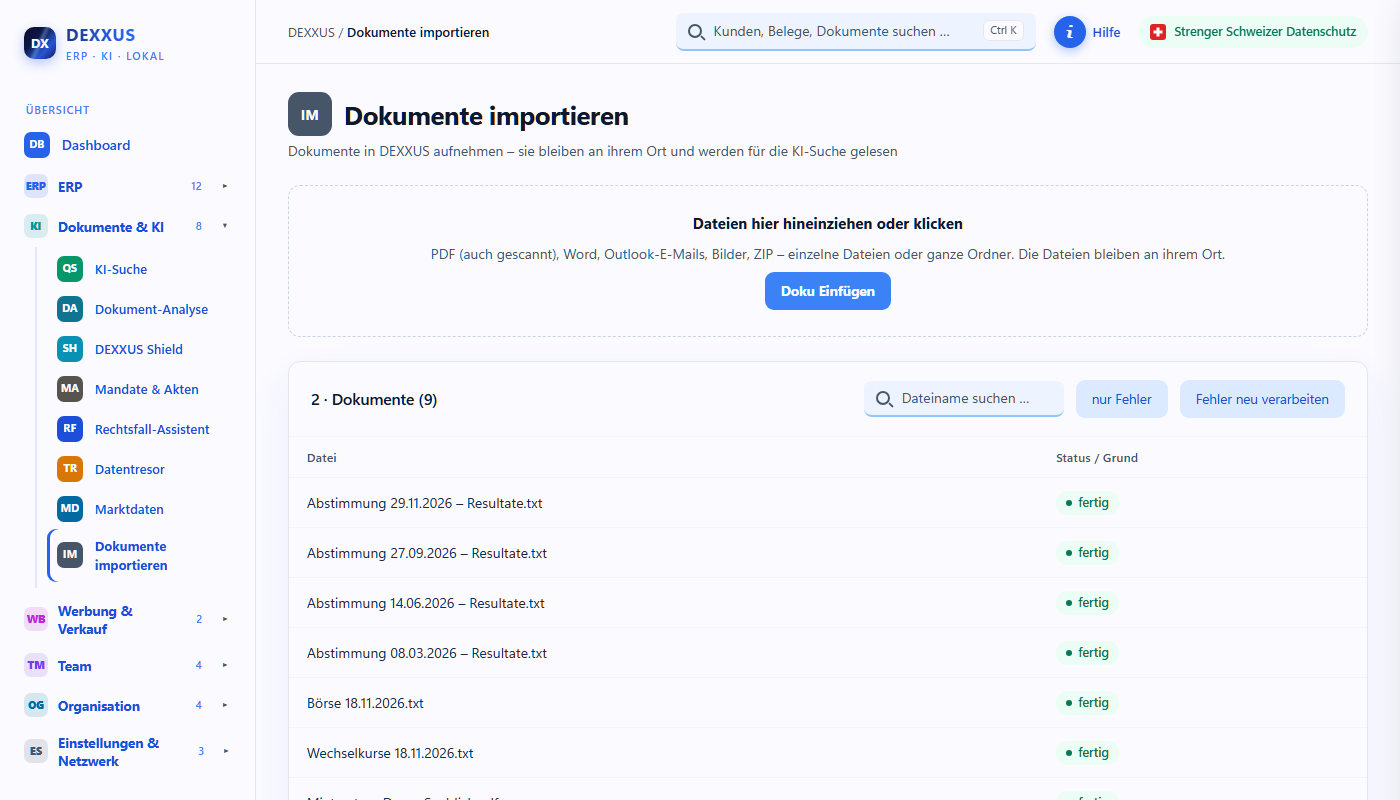 DX
DEXXUS
ERP · KI · LOKAL
ÜBERSICHT
DB Dashboard
ERP ERP 12
KI Dokumente & KI 8
QS KI-Suche
DA Dokument-Analyse
SH DEXXUS Shield
MA Mandate & Akten
RF Rechtsfall-Assistent
TR Datentresor
MD Marktdaten
IM Dokumente
importieren
WB Werbung &
Verkauf 2
TM Team 4
OG Organisation 4
ES Einstellungen &
Netzwerk 3
DEXXUS / Dokumente importieren
Kunden, Belege, Dokumente suchen ... Ctrl K
i Hilfe
Strenger Schweizer Datenschutz
IM Dokumente importieren
Dokumente in DEXXUS aufnehmen – sie bleiben an ihrem Ort und werden für die KI-Suche gelesen
Dateien hier hineinziehen oder klicken
PDF (auch gescannt), Word, Outlook-E-Mails, Bilder, ZIP – einzelne Dateien oder ganze Ordner. Die Dateien bleiben an ihrem Ort.
Doku Einfügen
2 · Dokumente (9)
Dateiname suchen ...
nur Fehler
Fehler neu verarbeiten
Datei Status / Grund
Abstimmung 29.11.2026 – Resultate.txt fertig
Abstimmung 27.09.2026 – Resultate.txt fertig
Abstimmung 14.06.2026 – Resultate.txt fertig
Abstimmung 08.03.2026 – Resultate.txt fertig
Börse 18.11.2026.txt fertig
Wechselkurse 18.11.2026.txt fertig